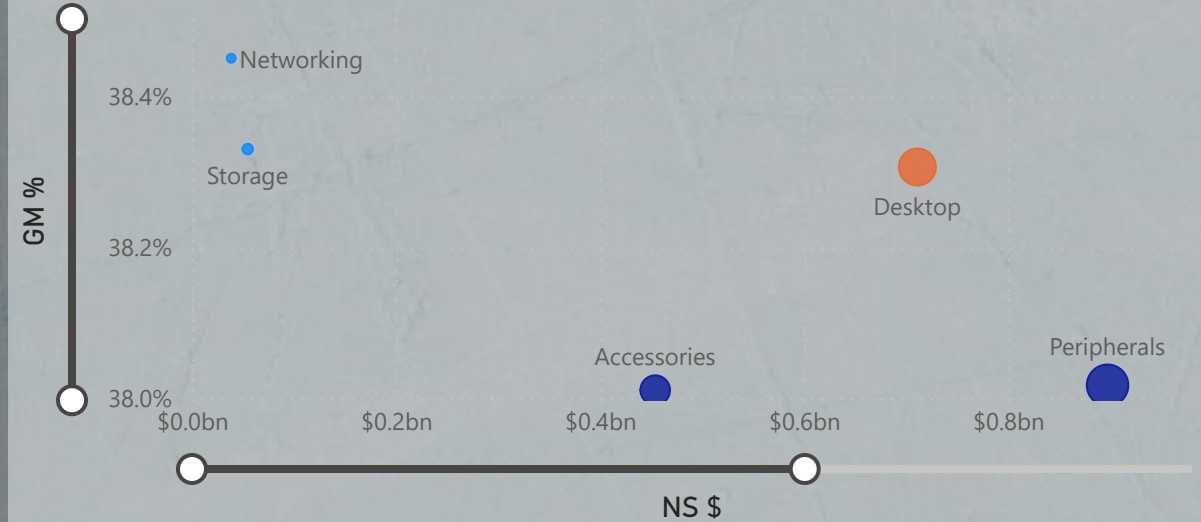 Networking
38.4%
Storage
Desktop
GM %
38.2%
Peripherals
Accessories
38.0%
$0.0bn $0.2bn $0.4bn $0.6bn $0.8bn
NS $